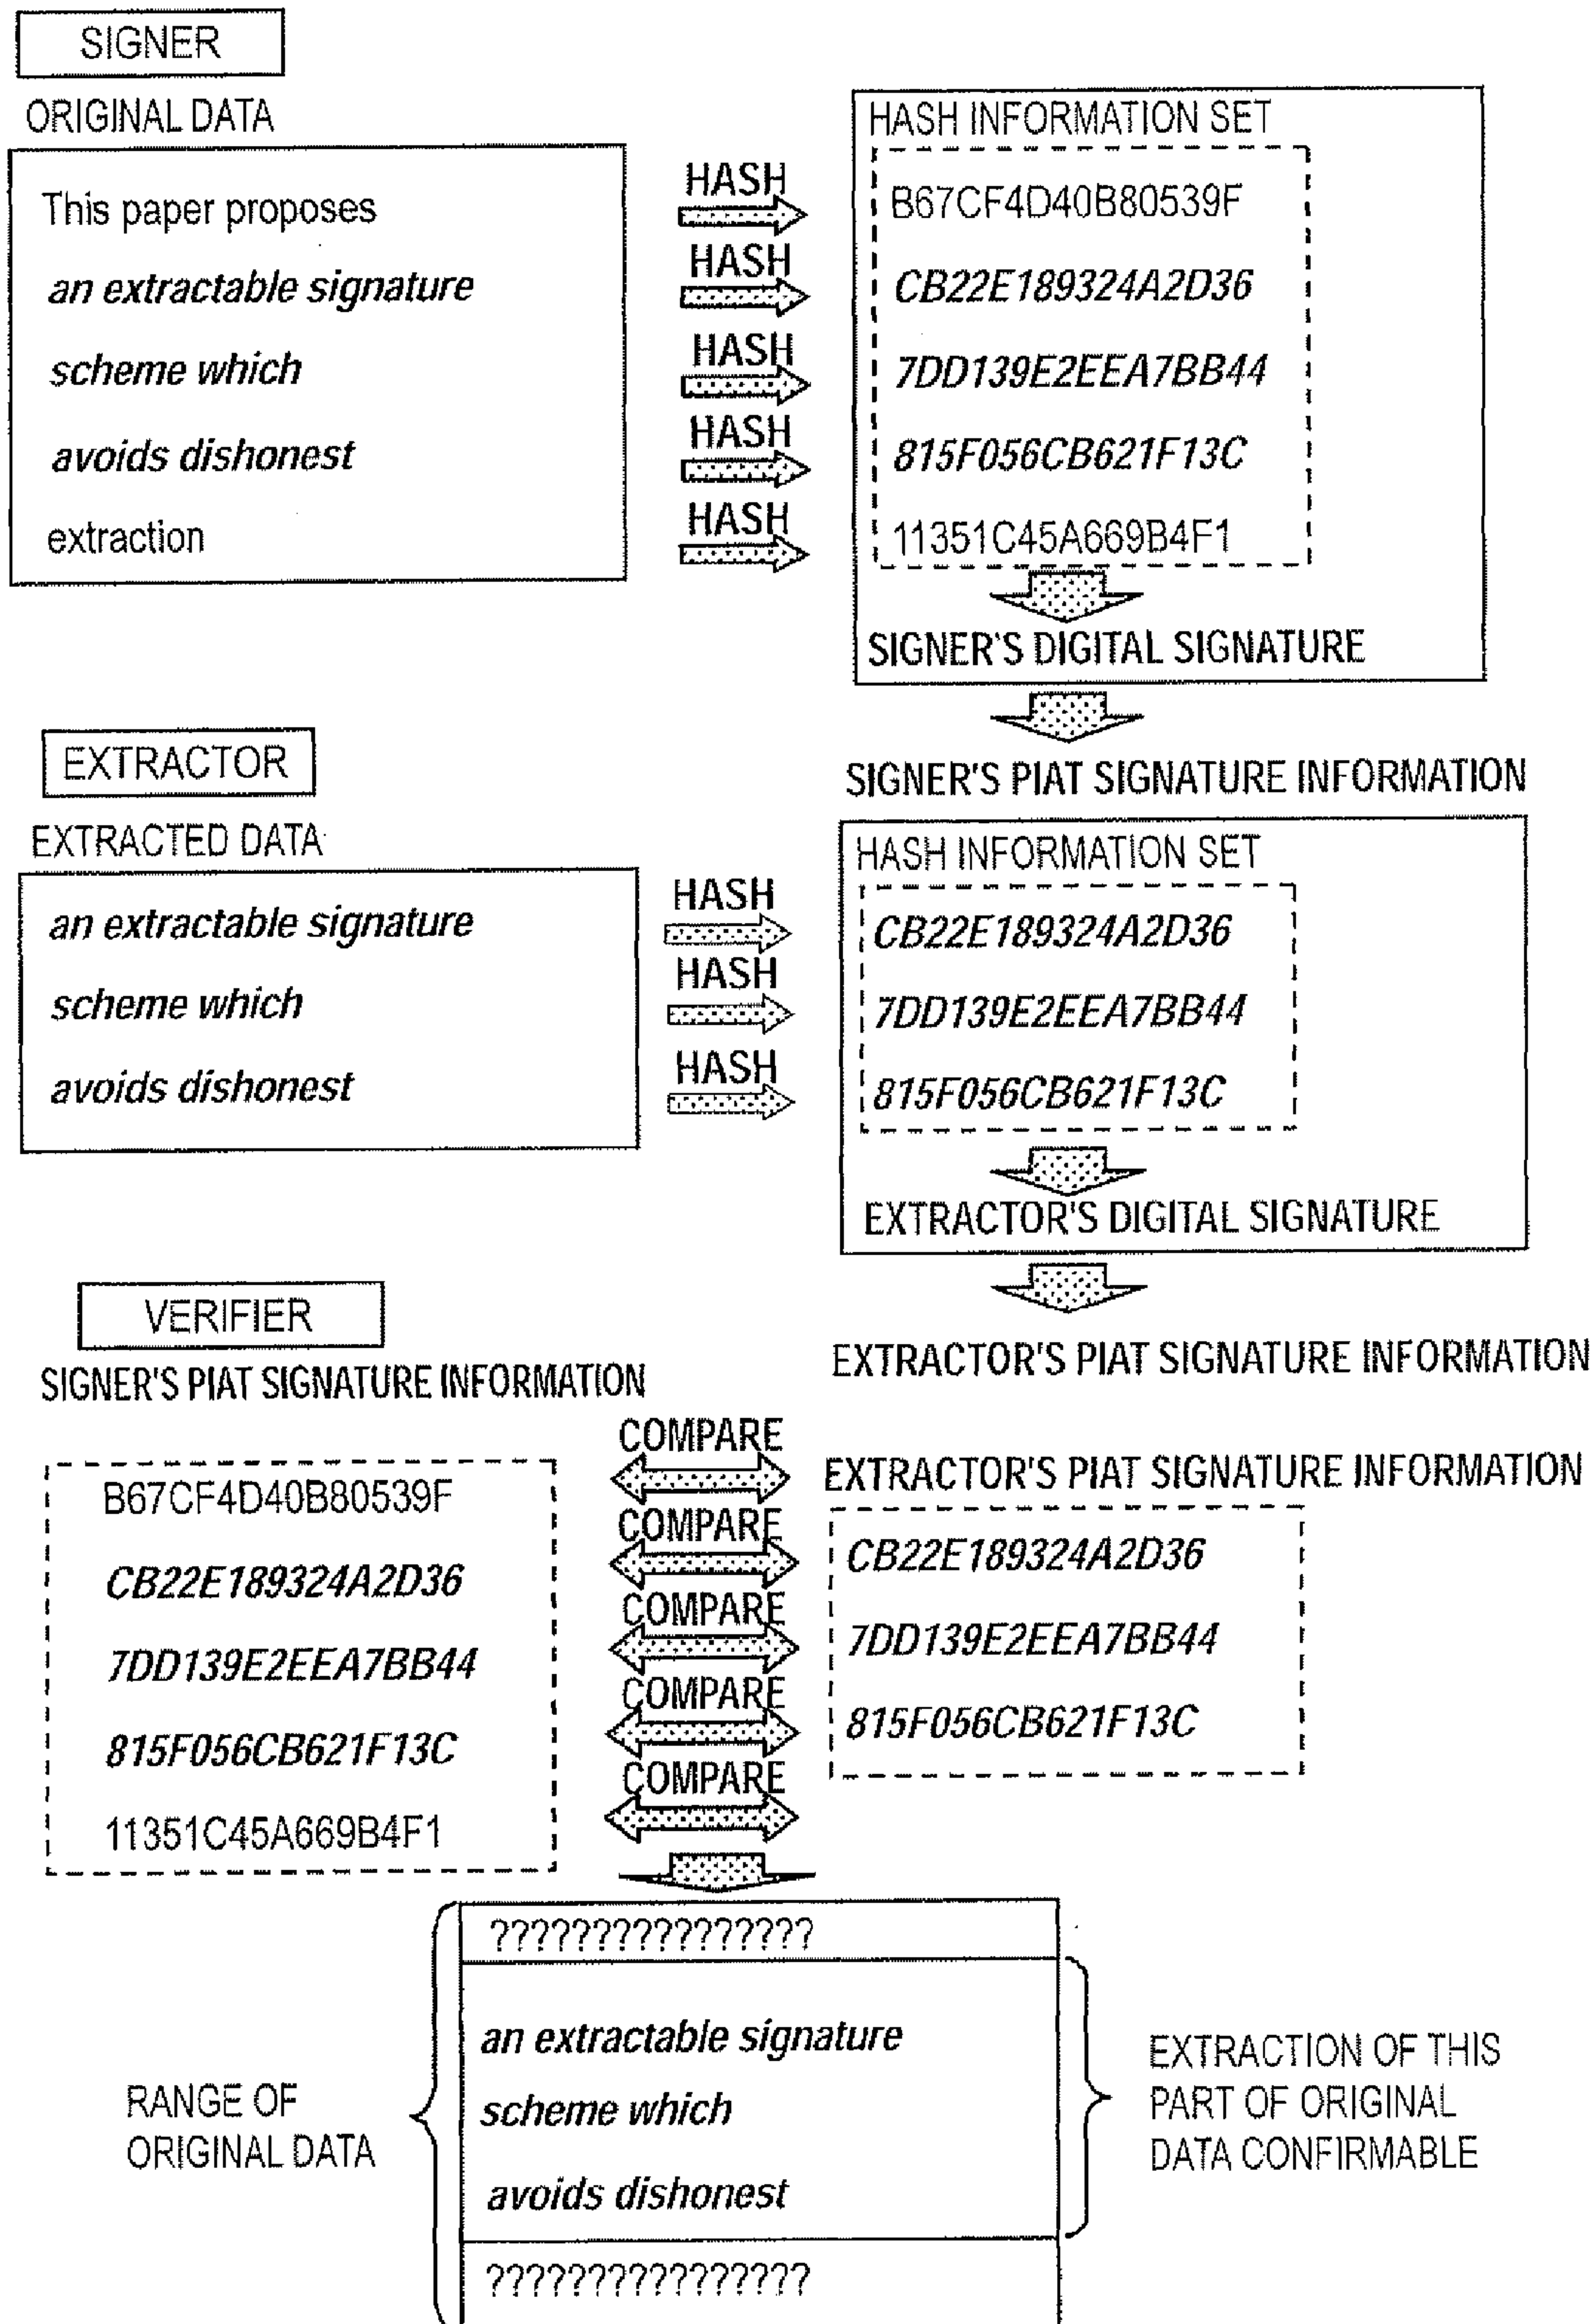 SIGNER
ORIGINAL DATA
This paper proposes
an extractable signature
scheme which
avoids dishonest
extraction
HASH
HASH
HASH
HASH
HASH
HASH INFORMATION SET
B67CF4D40B80539F
CB22E189324A2D36
7DD139E2EEA7BB44
815F056CB621F13C
11351C45A669B4F1
SIGNER'S DIGITAL SIGNATURE
SIGNER'S PIAT SIGNATURE INFORMATION
EXTRACTOR
EXTRACTED DATA
an extractable signature
scheme which
avoids dishonest
HASH
HASH
HASH
HASH INFORMATION SET
CB22E189324A2D36
7DD139E2EEA7BB44
815F056CB621F13C
EXTRACTOR'S DIGITAL SIGNATURE
EXTRACTOR'S PIAT SIGNATURE INFORMATION
VERIFIER
SIGNER'S PIAT SIGNATURE INFORMATION
B67CF4D40B80539F
CB22E189324A2D36
7DD139E2EEA7BB44
815F056CB621F13C
11351C45A669B4F1
COMPARE
COMPARE
COMPARE
COMPARE
COMPARE
EXTRACTOR'S PIAT SIGNATURE INFORMATION
CB22E189324A2D36
7DD139E2EEA7BB44
815F056CB621F13C
RANGE OF
ORIGINAL DATA
????????????????
an extractable signature
scheme which
avoids dishonest
????????????????
EXTRACTION OF THIS
PART OF ORIGINAL
DATA CONFIRMABLE